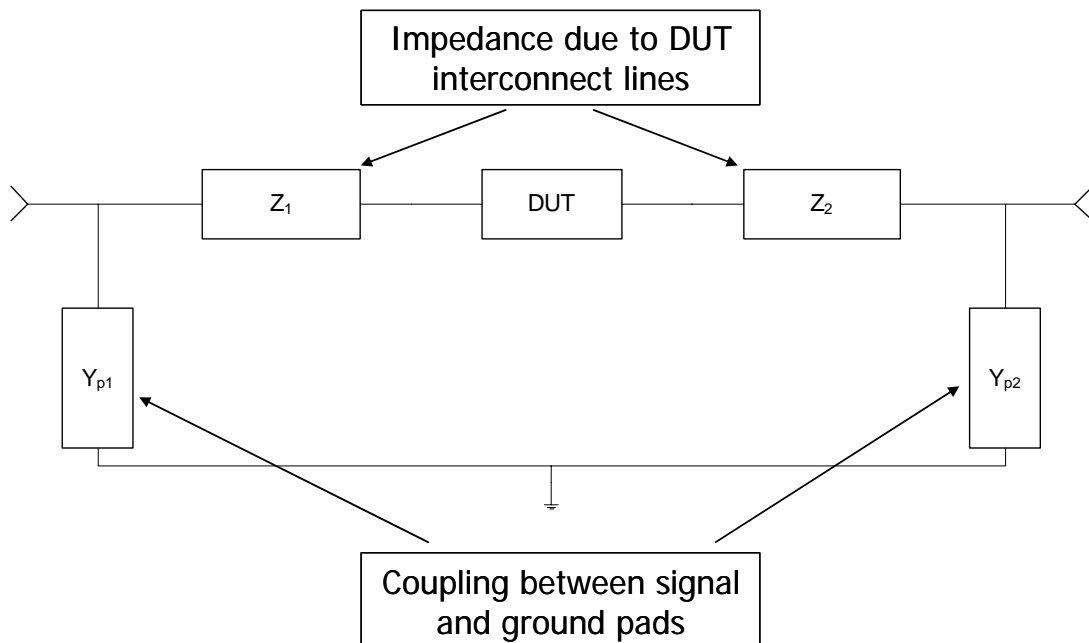 Impedance due to DUT
interconnect lines
Z1
DUT
Z2
Yp1
Yp2
Coupling between signal
and ground pads